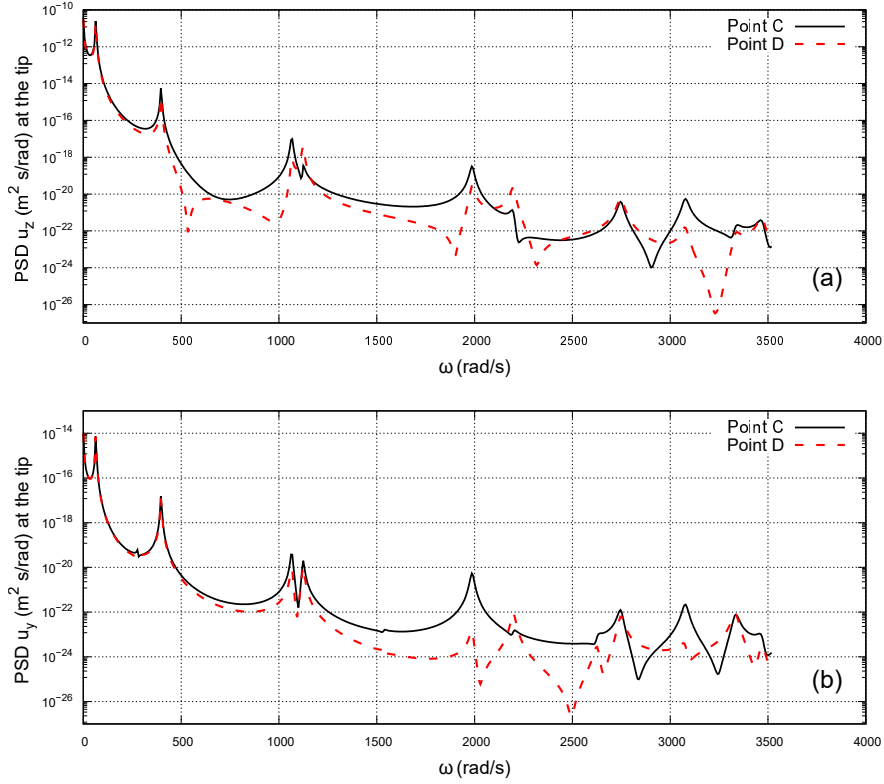 10⁻¹⁰
10⁻¹²
10⁻¹⁴
10⁻¹⁶
10⁻¹⁸
10⁻²⁰
10⁻²²
10⁻²⁴
10⁻²⁶
PSD u_z (m² s/rad) at the tip
Point C
Point D
(a)
0 500 1000 1500 2000 2500 3000 3500 4000
ω (rad/s)
10⁻¹⁴
10⁻¹⁶
10⁻¹⁸
10⁻²⁰
10⁻²²
10⁻²⁴
10⁻²⁶
PSD u_y (m² s/rad) at the tip
Point C
Point D
(b)
0 500 1000 1500 2000 2500 3000 3500 4000
ω (rad/s)